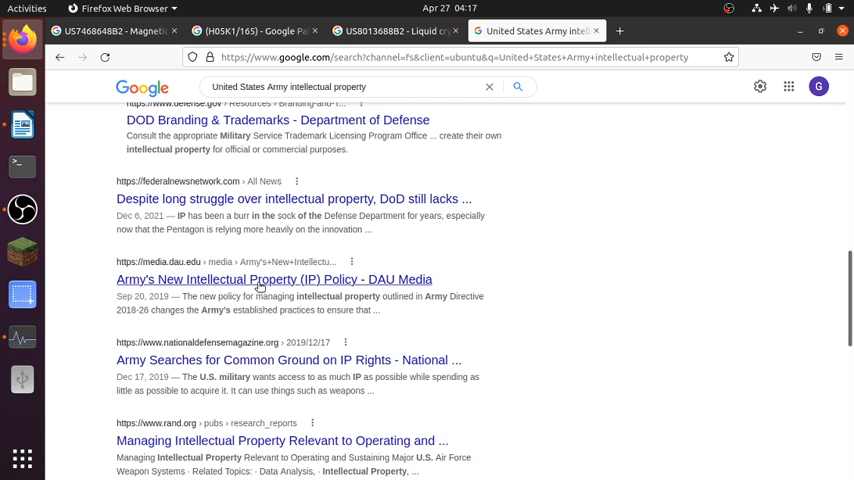 Activities
Firefox Web Browser
Apr 27 04:17
US7468648B2 - Magnetic
(H05K1/165) - Google Pa
US8013688B2 - Liquid cry
United States Army intell
https://www.google.com/search?channel=fs&client=ubuntu&q=United+States+Army+intellectual+property
Google
United States Army intellectual property
G
https://www.defense.gov › Resources › Branding-and-T...
DOD Branding & Trademarks - Department of Defense
Consult the appropriate Military Service Trademark Licensing Program Office ... create their own
intellectual property for official or commercial purposes.
https://federalnewsnetwork.com › All News
Despite long struggle over intellectual property, DoD still lacks ...
Dec 6, 2021 — IP has been a burr in the sock of the Defense Department for years, especially
now that the Pentagon is relying more heavily on the innovation ...
https://media.dau.edu › media › Army's+New+Intellectu...
Army's New Intellectual Property (IP) Policy - DAU Media
Sep 20, 2019 — The new policy for managing intellectual property outlined in Army Directive
2018-26 changes the Army's established practices to ensure that ...
https://www.nationaldefensemagazine.org › 2019/12/17
Army Searches for Common Ground on IP Rights - National ...
Dec 17, 2019 — The U.S. military wants access to as much IP as possible while spending as
little as possible to acquire it. It can use things such as weapons ...
https://www.rand.org › pubs › research_reports
Managing Intellectual Property Relevant to Operating and ...
Managing Intellectual Property Relevant to Operating and Sustaining Major U.S. Air Force
Weapon Systems · Related Topics: · Data Analysis, · Intellectual Property, ...